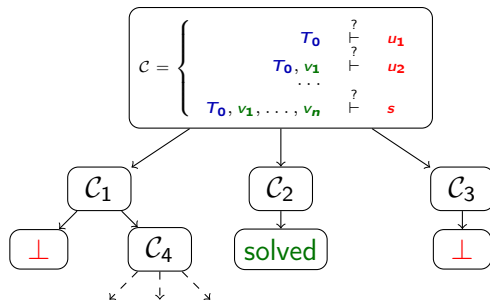 T₀ ⊢? u₁
C = { T₀, v₁ ⊢? u₂
...
T₀, v₁, ..., vₙ ⊢? s
C₁ C₂ C₃
⊥ C₄ solved ⊥